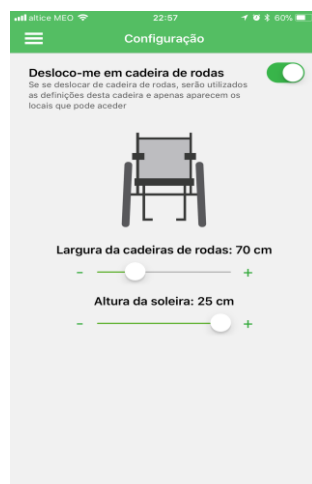 altice MEO 22:57 60%
Configuração
Desloco-me em cadeira de rodas
Se se deslocar de cadeira de rodas, serão utilizados
as definições desta cadeira e apenas aparecem os
locais que pode aceder
Largura da cadeiras de rodas: 70 cm
- +
Altura da soleira: 25 cm
- +